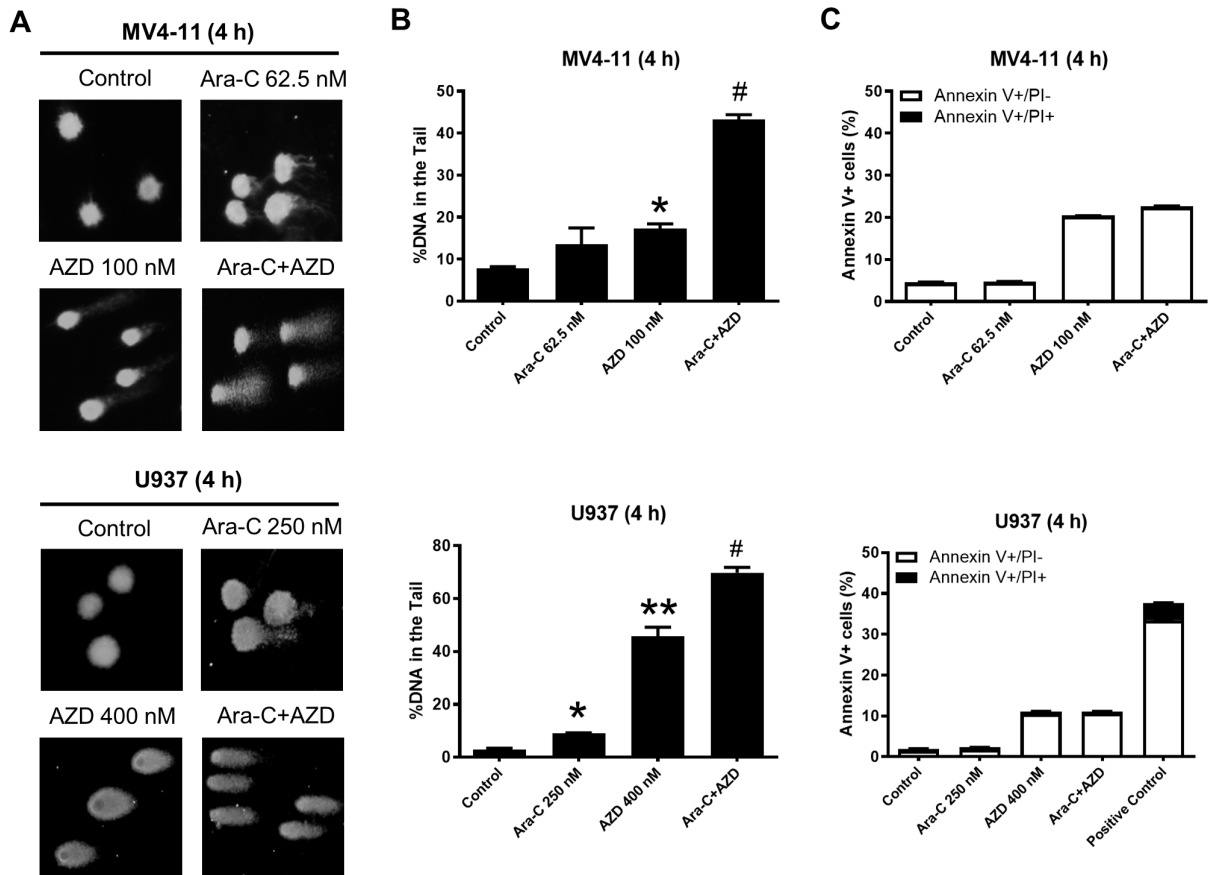 A
MV4-11 (4 h)
Control
Ara-C 62.5 nM
AZD 100 nM
Ara-C+AZD
U937 (4 h)
Control
Ara-C 250 nM
AZD 400 nM
Ara-C+AZD
B
MV4-11 (4 h)
%DNA in the Tail
50
40
30
20
10
0
*
#
Control
Ara-C 62.5 nM
AZD 100 nM
Ara-C+AZD
U937 (4 h)
%DNA in the Tail
80
60
40
20
0
*
**
#
Control
Ara-C 250 nM
AZD 400 nM
Ara-C+AZD
C
MV4-11 (4 h)
Annexin V+/PI-
Annexin V+/PI+
Annexin V+ cells (%)
50
40
30
20
10
0
Control
Ara-C 62.5 nM
AZD 100 nM
Ara-C+AZD
U937 (4 h)
Annexin V+/PI-
Annexin V+/PI+
Annexin V+ cells (%)
50
40
30
20
10
0
Control
Ara-C 250 nM
AZD 400 nM
Ara-C+AZD
Positive Control